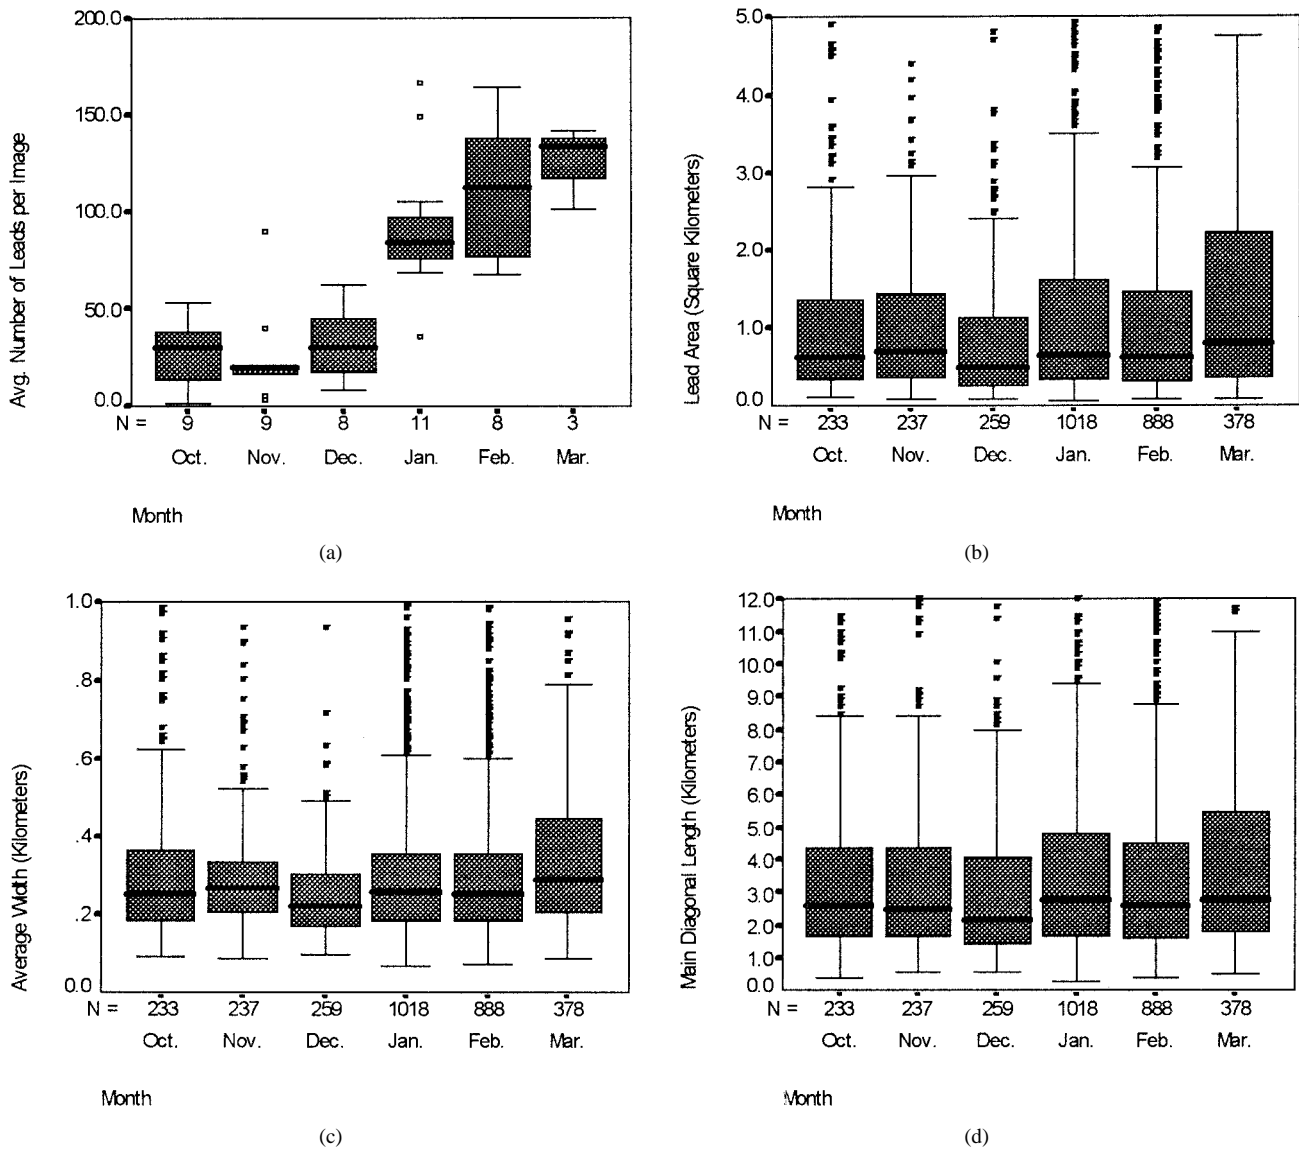 Avg. Number of Leads per Image
200.0
150.0
100.0
50.0
0.0
N = 9 9 8 11 8 3
Oct. Nov. Dec. Jan. Feb. Mar.
Month
(a)
Lead Area (Square Kilometers)
5.0
4.0
3.0
2.0
1.0
0.0
N = 233 237 259 1018 888 378
Oct. Nov. Dec. Jan. Feb. Mar.
Month
(b)
Average Width (Kilometers)
1.0
.8
.6
.4
.2
0.0
N = 233 237 259 1018 888 378
Oct. Nov. Dec. Jan. Feb. Mar.
Month
(c)
Main Diagonal Length (Kilometers)
12.0
11.0
10.0
9.0
8.0
7.0
6.0
5.0
4.0
3.0
2.0
1.0
0.0
N = 233 237 259 1018 888 378
Oct. Nov. Dec. Jan. Feb. Mar.
Month
(d)